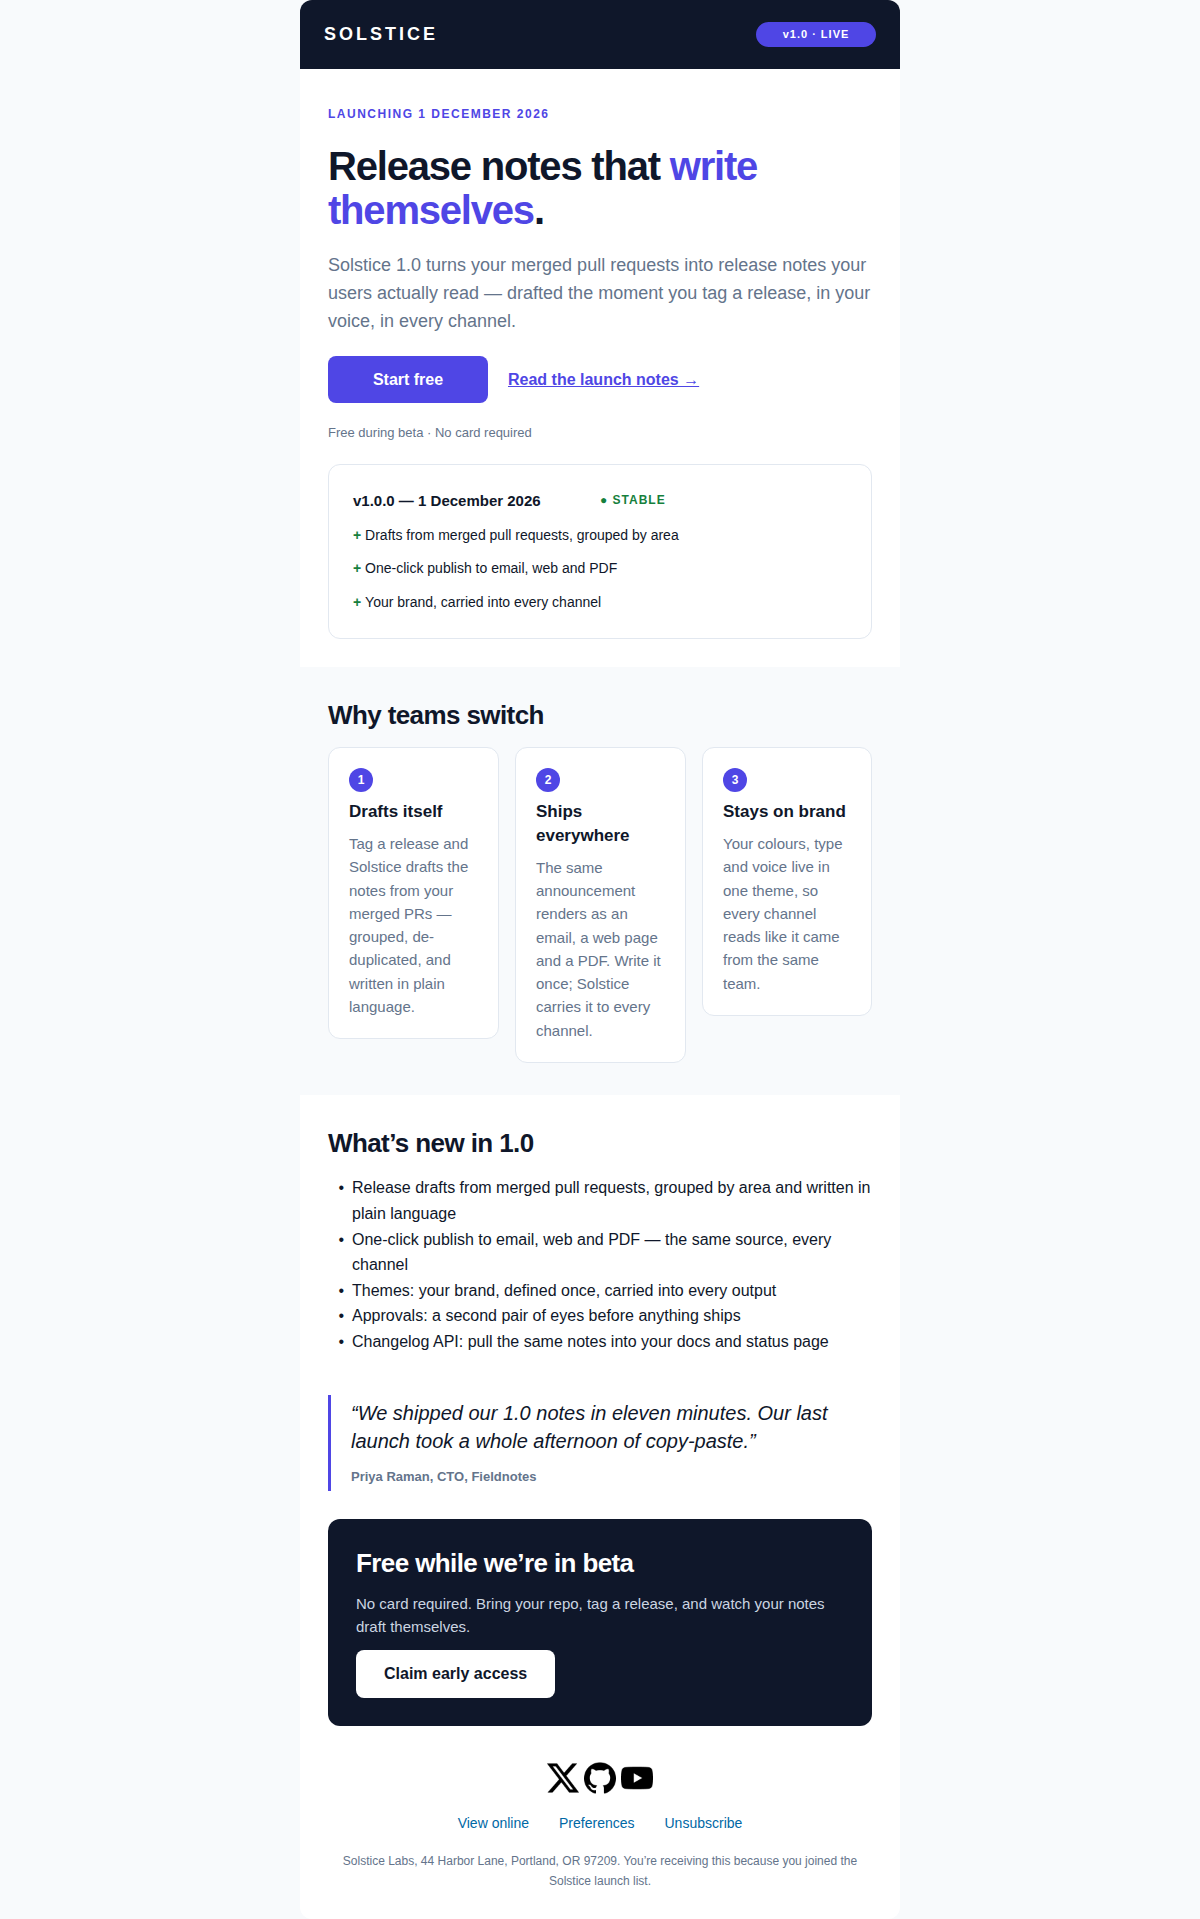 SOLSTICE
v1.0 · LIVE
LAUNCHING 1 DECEMBER 2026
Release notes that write
themselves.
Solstice 1.0 turns your merged pull requests into release notes your
users actually read — drafted the moment you tag a release, in your
voice, in every channel.
Start free
Read the launch notes →
Free during beta · No card required
v1.0.0 — 1 December 2026
● STABLE
+ Drafts from merged pull requests, grouped by area
+ One-click publish to email, web and PDF
+ Your brand, carried into every channel
Why teams switch
1
Drafts itself
Tag a release and
Solstice drafts the
notes from your
merged PRs —
grouped, de-
duplicated, and
written in plain
language.
2
Ships
everywhere
The same
announcement
renders as an
email, a web page
and a PDF. Write it
once; Solstice
carries it to every
channel.
3
Stays on brand
Your colours, type
and voice live in
one theme, so
every channel
reads like it came
from the same
team.
What’s new in 1.0
• Release drafts from merged pull requests, grouped by area and written in
plain language
• One-click publish to email, web and PDF — the same source, every
channel
• Themes: your brand, defined once, carried into every output
• Approvals: a second pair of eyes before anything ships
• Changelog API: pull the same notes into your docs and status page
“We shipped our 1.0 notes in eleven minutes. Our last
launch took a whole afternoon of copy-paste.”
Priya Raman, CTO, Fieldnotes
Free while we’re in beta
No card required. Bring your repo, tag a release, and watch your notes
draft themselves.
Claim early access
View online
Preferences
Unsubscribe
Solstice Labs, 44 Harbor Lane, Portland, OR 97209. You’re receiving this because you joined the
Solstice launch list.